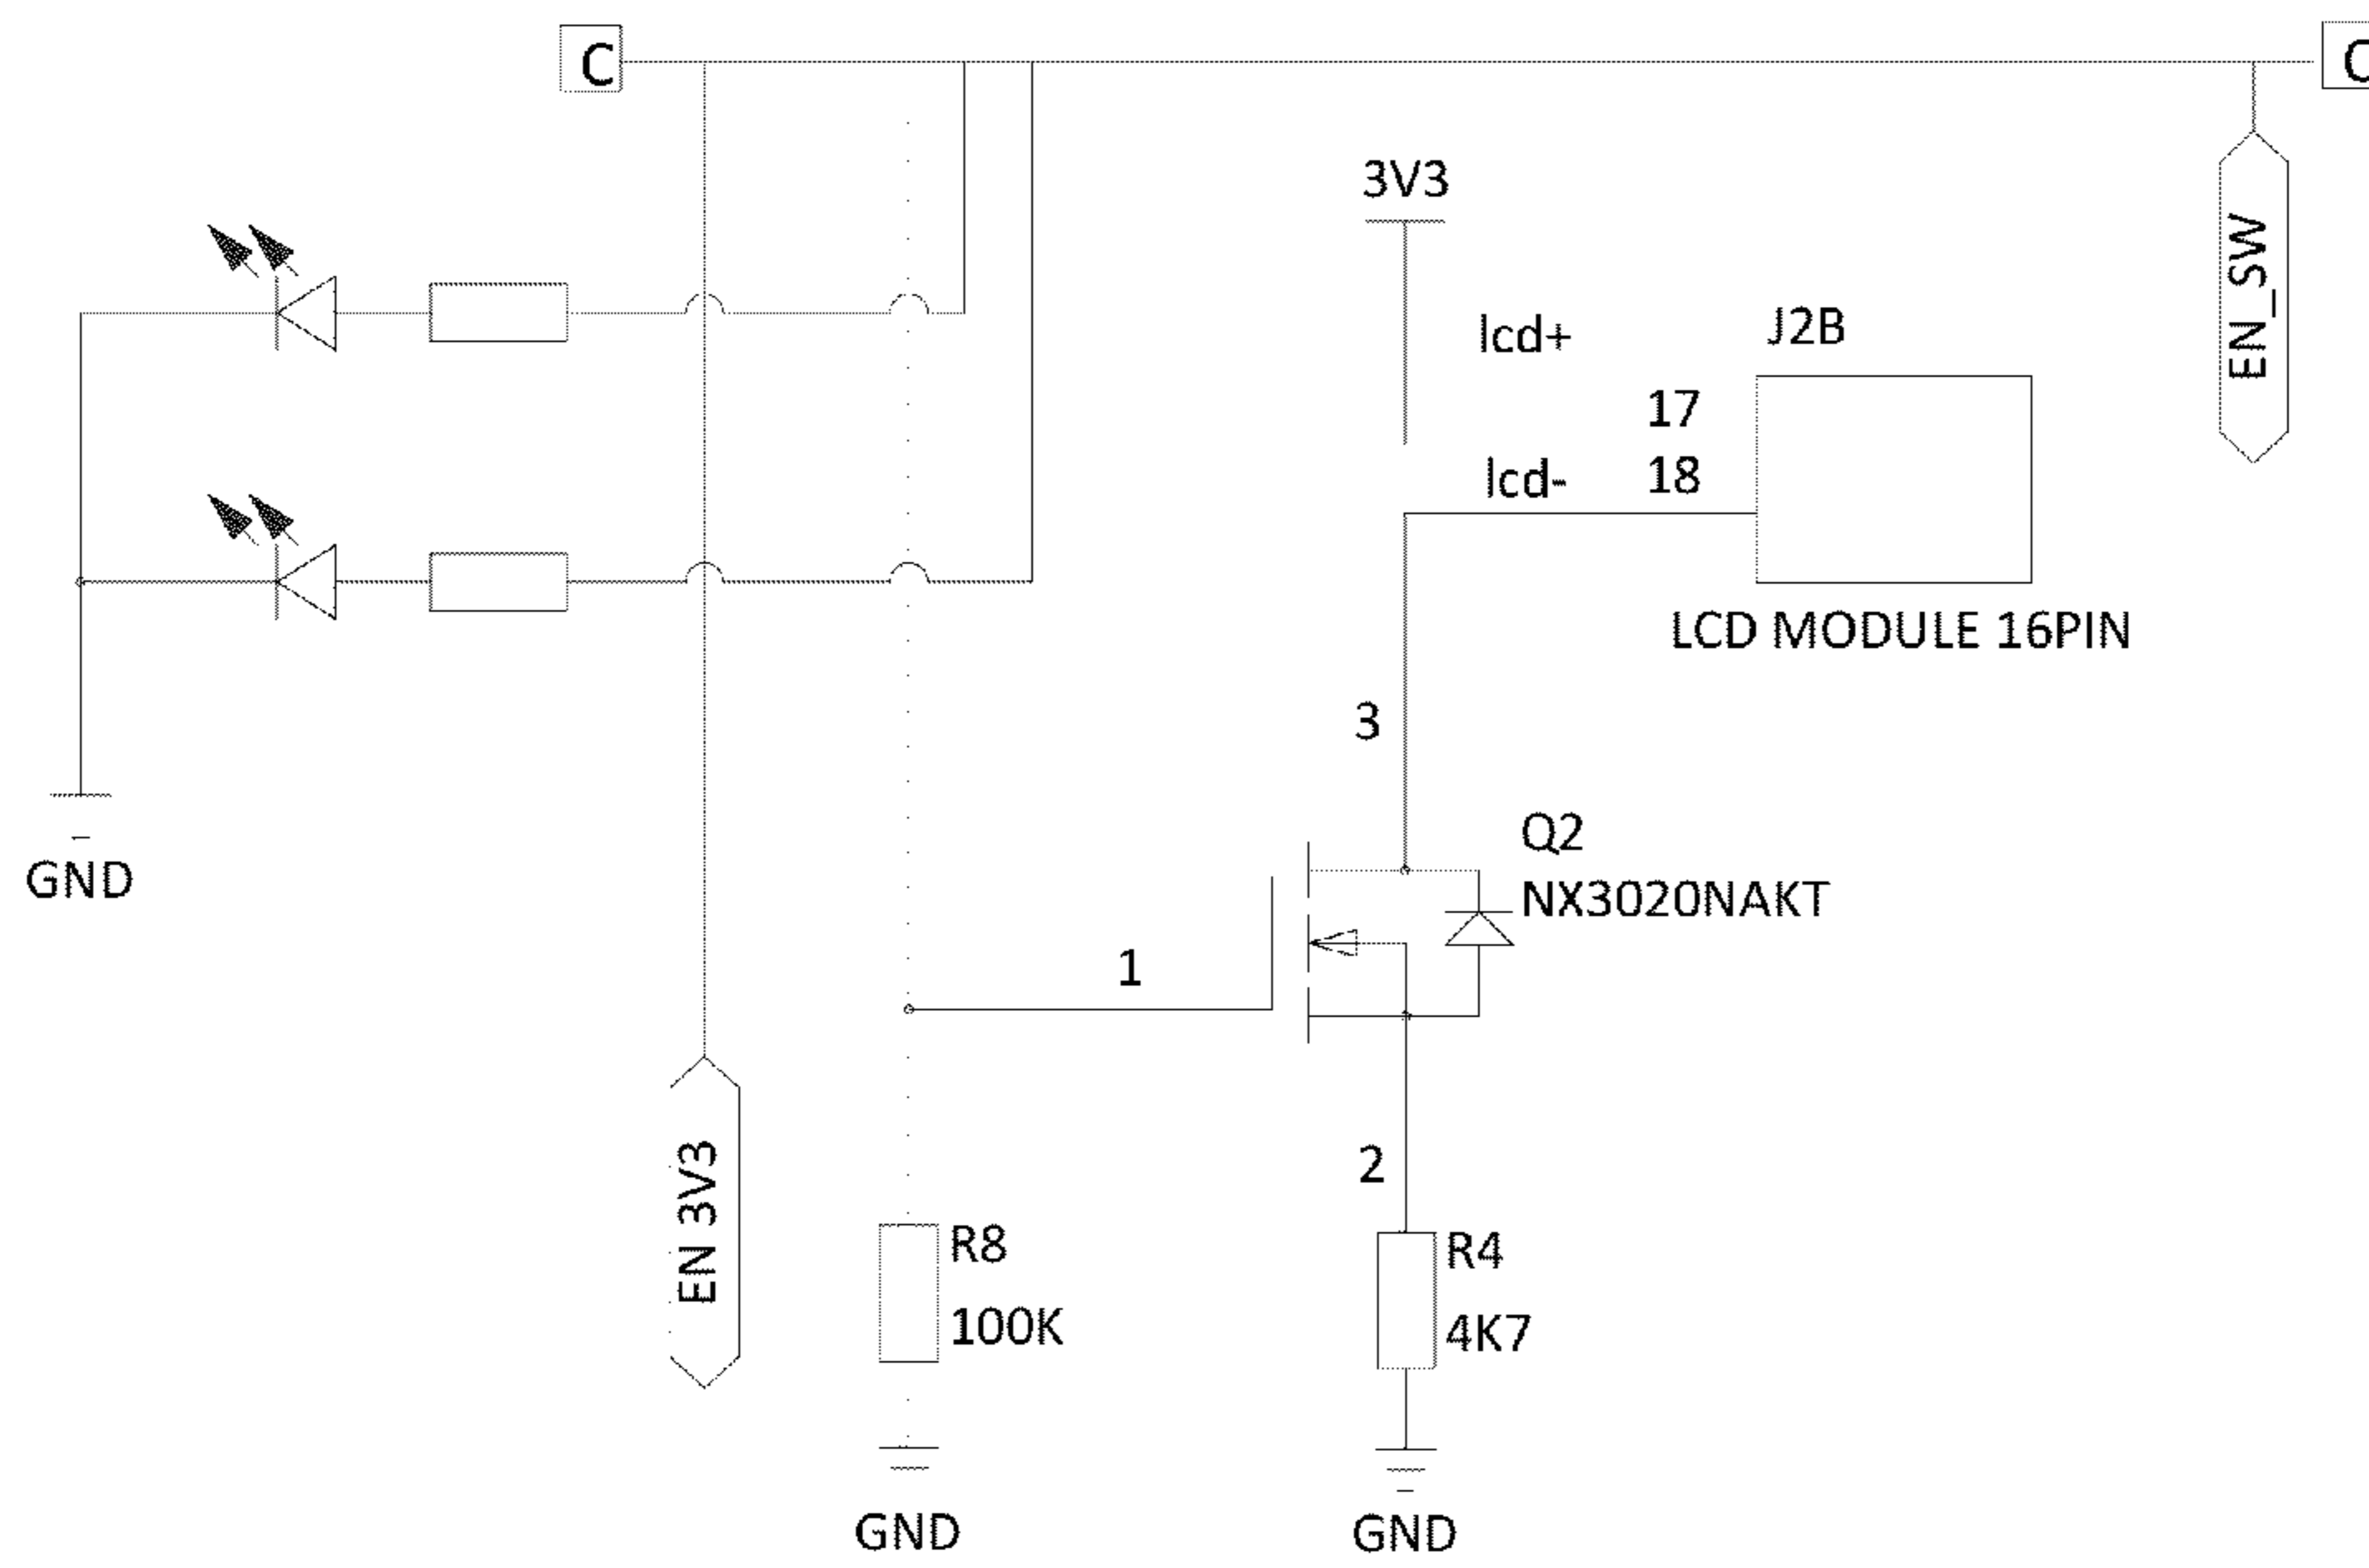 C
3V3
lcd+
J2B
17
lcd-
18
EN_SW
LCD MODULE 16PIN
3
Q2
NX3020NAKT
GND
1
2
EN 3V3
R8
100K
R4
4K7
GND
GND